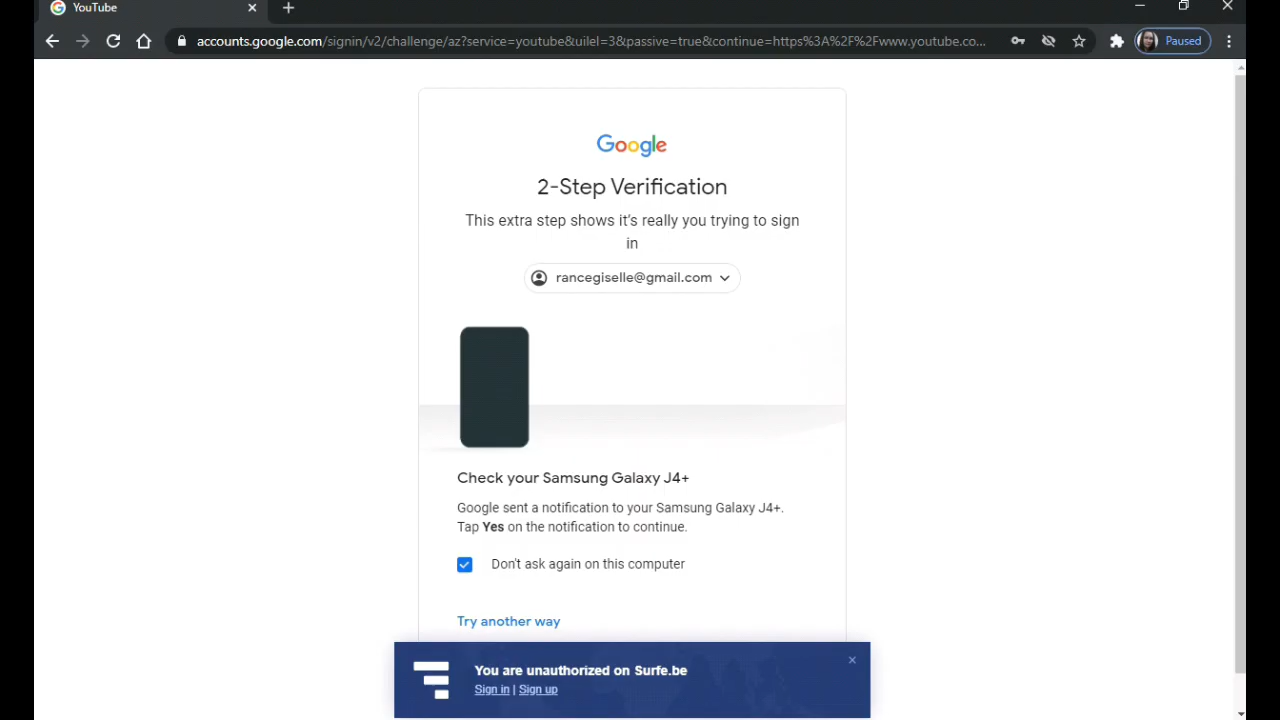 YouTube
accounts.google.com/signin/v2/challenge/az?service=youtube&uilel=3&passive=true&continue=https%3A%2F%2Fwww.youtube.co...
Paused
Google
2-Step Verification
This extra step shows it's really you trying to sign
in
rancegiselle@gmail.com
Check your Samsung Galaxy J4+
Google sent a notification to your Samsung Galaxy J4+.
Tap Yes on the notification to continue.
Don't ask again on this computer
Try another way
You are unauthorized on Surfe.be
Sign in | Sign up